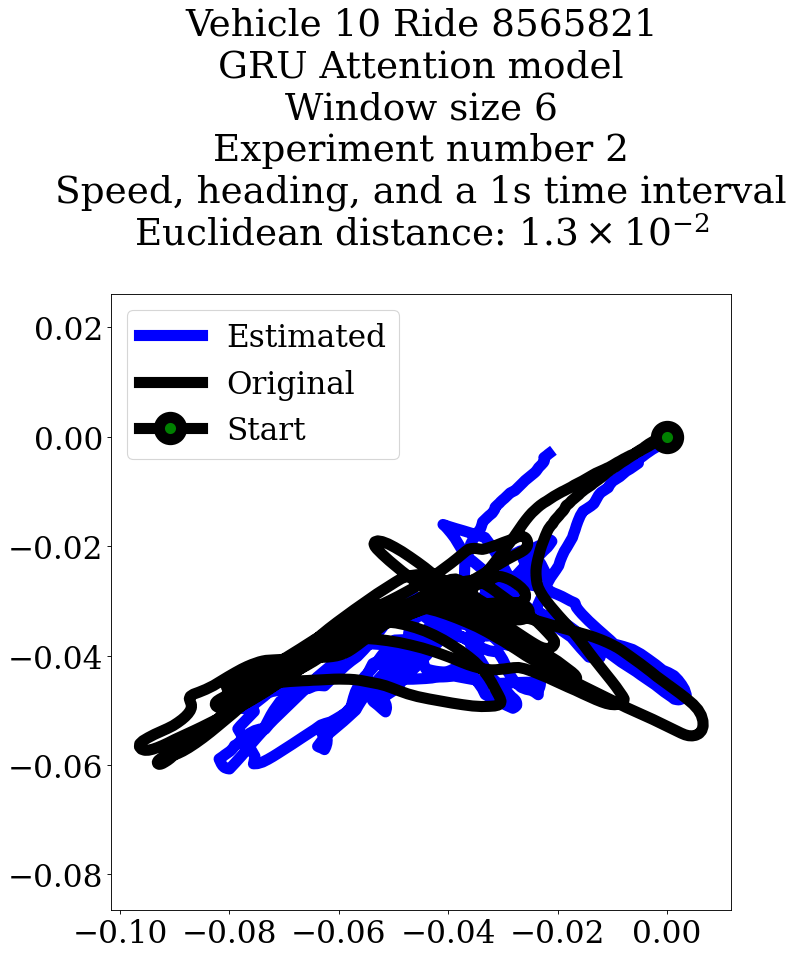 Vehicle 10 Ride 8565821
GRU Attention model
Window size 6
Experiment number 2
Speed, heading, and a 1s time interval
Euclidean distance: 1.3 × 10⁻²
Estimated
Original
Start
0.02
0.00
−0.02
−0.04
−0.06
−0.08
−0.10 −0.08 −0.06 −0.04 −0.02 0.00